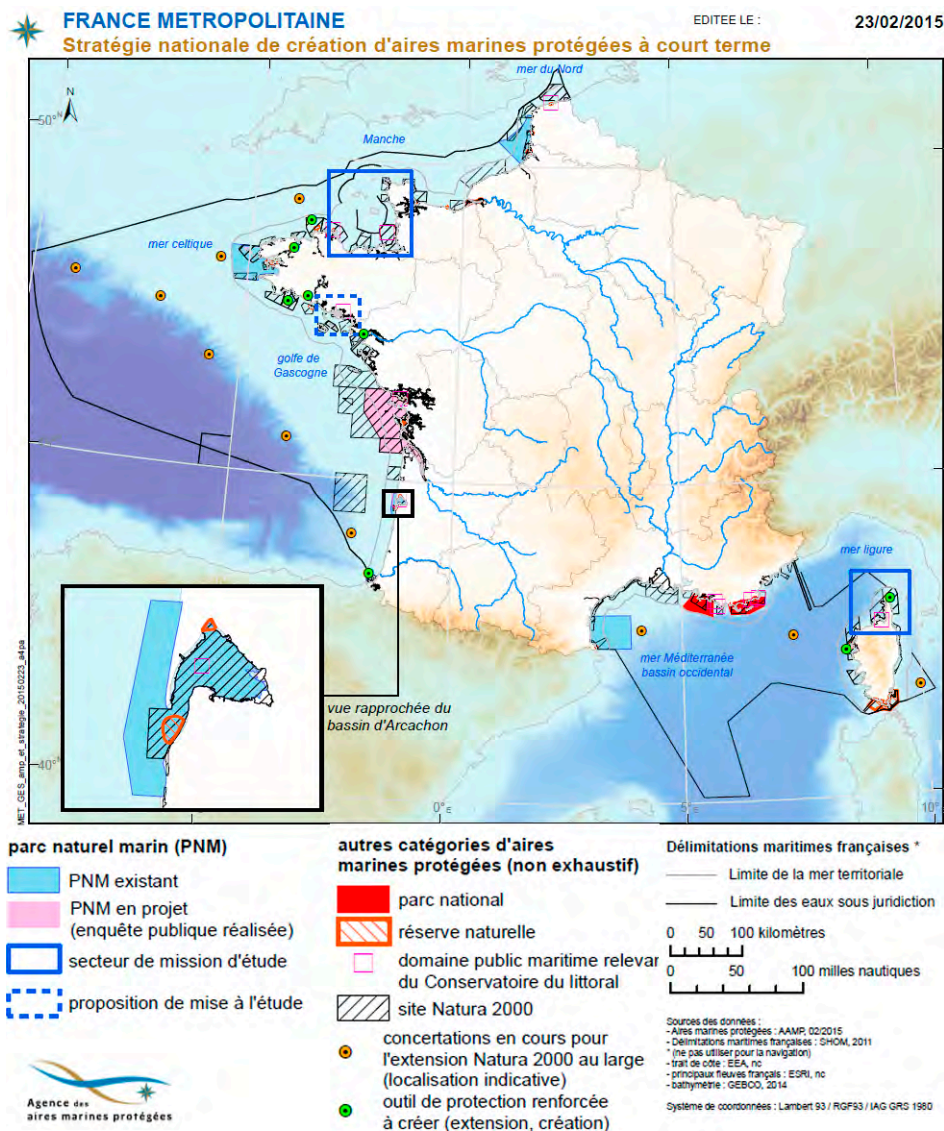 FRANCE METROPOLITAINE
EDITEE LE :
23/02/2015
Stratégie nationale de création d'aires marines protégées à court terme
mer du Nord
N
50°N
Manche
mer celtique
golfe de
Gascogne
mer ligure
mer Méditerranée
bassin occidental
vue rapprochée du
bassin d'Arcachon
MET_GES_amp_et_strategie_20150223_a4pa
40°N
0°E
5°E
10°E
parc naturel marin (PNM)
PNM existant
PNM en projet
(enquête publique réalisée)
secteur de mission d'étude
proposition de mise à l'étude
Agence des
aires marines protégées
autres catégories d'aires
marines protégées (non exhaustif)
parc national
réserve naturelle
domaine public maritime relevar
du Conservatoire du littoral
site Natura 2000
concertations en cours pour
l'extension Natura 2000 au large
(localisation indicative)
outil de protection renforcée
à créer (extension, création)
Délimitations maritimes françaises *
Limite de la mer territoriale
Limite des eaux sous juridiction
0 50 100 kilomètres
0 50 100 milles nautiques
Sources des données :
- Aires marines protégées : AAMP, 02/2015
- Délimitations maritimes françaises : SHOM, 2011
* (ne pas utiliser pour la navigation)
- trait de côte : EEA, nc
- principaux fleuves français : ESRI, nc
- bathymétrie : GEBCO, 2014
Système de coordonnées : Lambert 93 / RGF93 / IAG GRS 1980